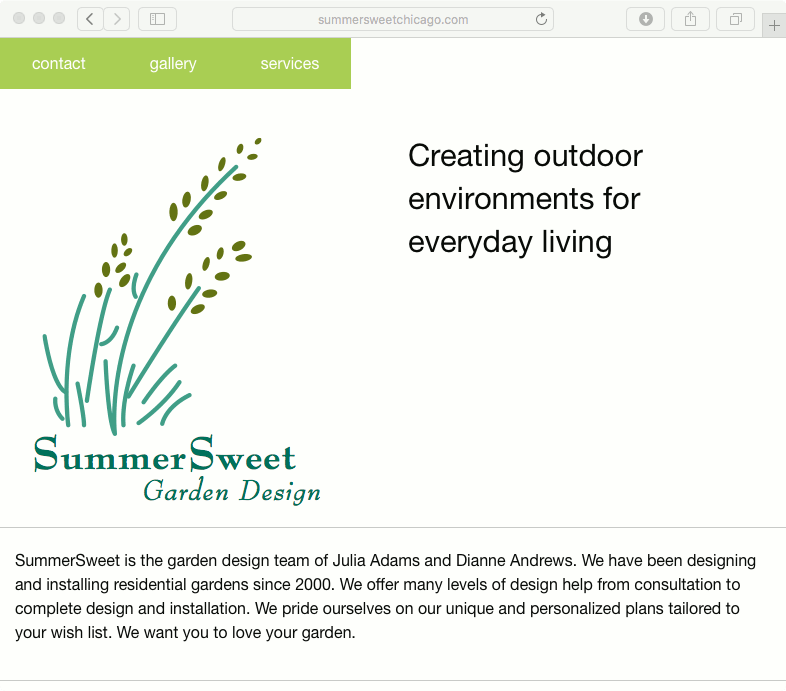 summersweetchicago.com
contact gallery services
Creating outdoor
environments for
everyday living
SummerSweet
Garden Design
SummerSweet is the garden design team of Julia Adams and Dianne Andrews. We have been designing
and installing residential gardens since 2000. We offer many levels of design help from consultation to
complete design and installation. We pride ourselves on our unique and personalized plans tailored to
your wish list. We want you to love your garden.